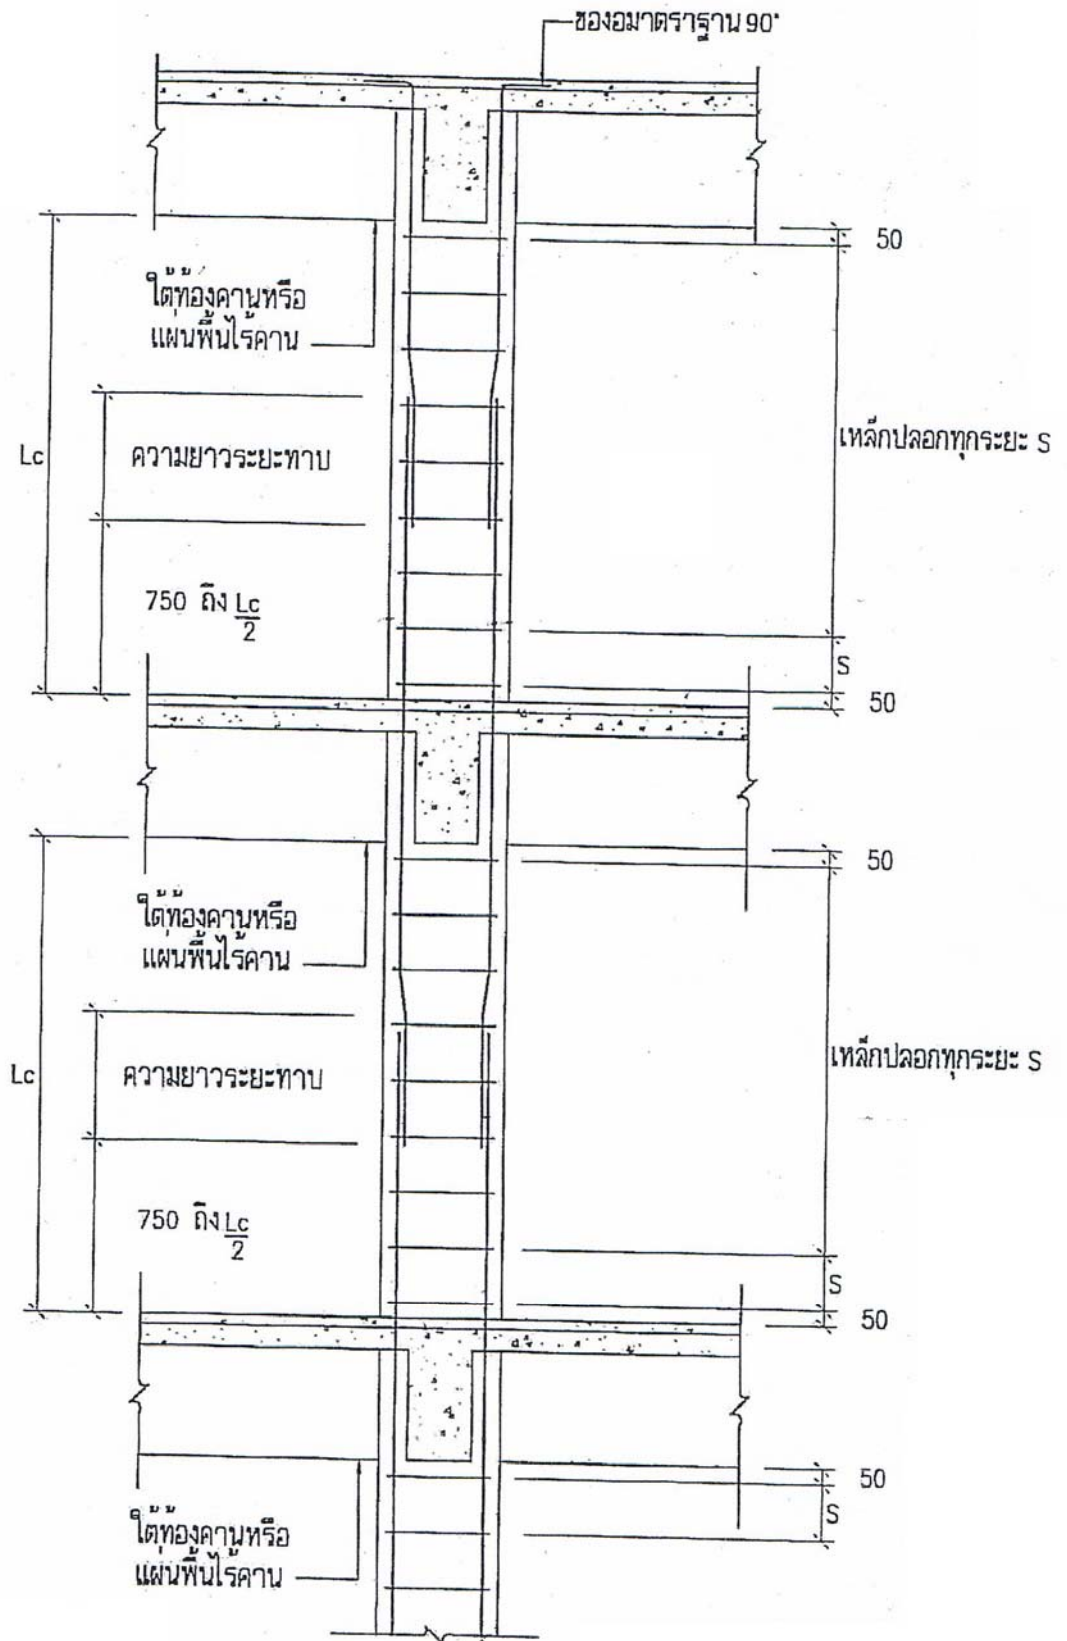 ของอมาตราฐาน 90°
50
ใต้ท้องคานหรือ
แผ่นพื้นไร้คาน
Lc
ความยาวระยะทาบ
เหล็กปลอกทุกระยะ S
750 ถึง Lc
2
S
50
50
ใต้ท้องคานหรือ
แผ่นพื้นไร้คาน
Lc
ความยาวระยะทาบ
เหล็กปลอกทุกระยะ S
750 ถึง Lc
2
S
50
50
S
ใต้ท้องคานหรือ
แผ่นพื้นไร้คาน